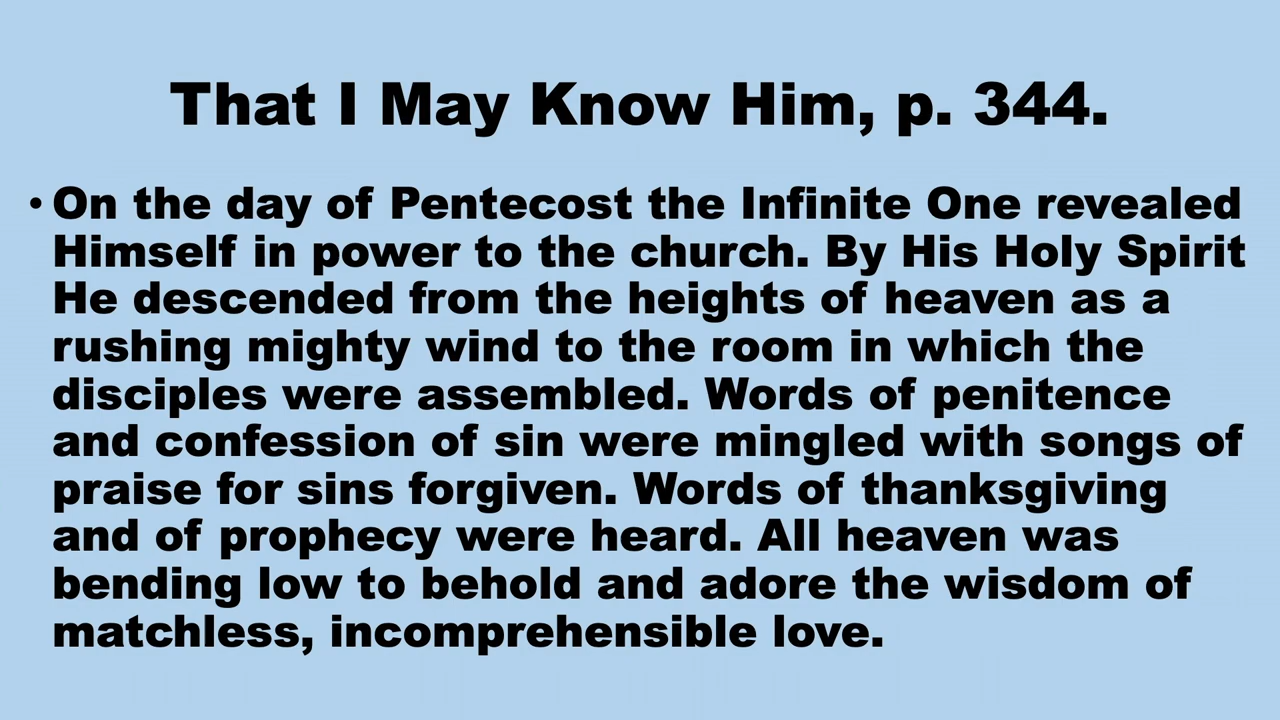 That I May Know Him, p. 344.
• On the day of Pentecost the Infinite One revealed
Himself in power to the church. By His Holy Spirit
He descended from the heights of heaven as a
rushing mighty wind to the room in which the
disciples were assembled. Words of penitence
and confession of sin were mingled with songs of
praise for sins forgiven. Words of thanksgiving
and of prophecy were heard. All heaven was
bending low to behold and adore the wisdom of
matchless, incomprehensible love.